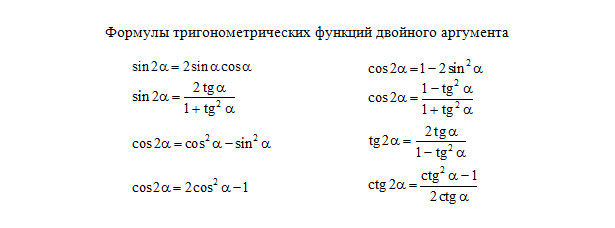 Формулы тригонометрических функций двойного аргумента
sin 2α = 2 sin α cos α
sin 2α = 2 tg α / 1 + tg² α
cos 2α = cos² α − sin² α
cos 2α = 2 cos² α − 1
cos 2α = 1 − 2 sin² α
cos 2α = 1 − tg² α / 1 + tg² α
tg 2α = 2 tg α / 1 − tg² α
ctg 2α = ctg² α − 1 / 2 ctg α